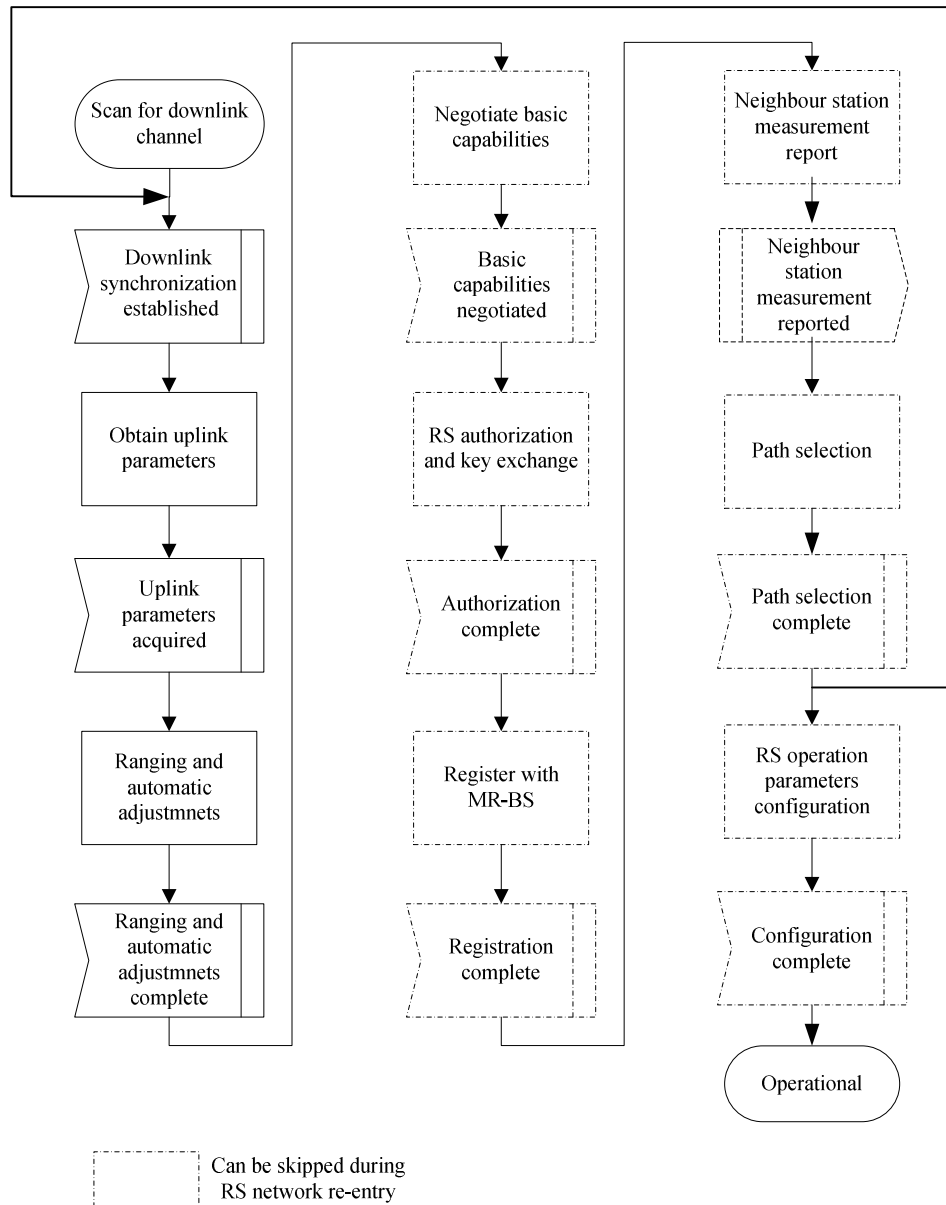 Scan for downlink
channel
Downlink
synchronization
established
Obtain uplink
parameters
Uplink
parameters
acquired
Ranging and
automatic
adjustmnets
Ranging and
automatic
adjustmnets
complete
Negotiate basic
capabilities
Basic
capabilities
negotiated
RS authorization
and key exchange
Authorization
complete
Register with
MR-BS
Registration
complete
Neighbour station
measurement
report
Neighbour
station
measurement
reported
Path selection
Path selection
complete
RS operation
parameters
configuration
Configuration
complete
Operational
Can be skipped during
RS network re-entry